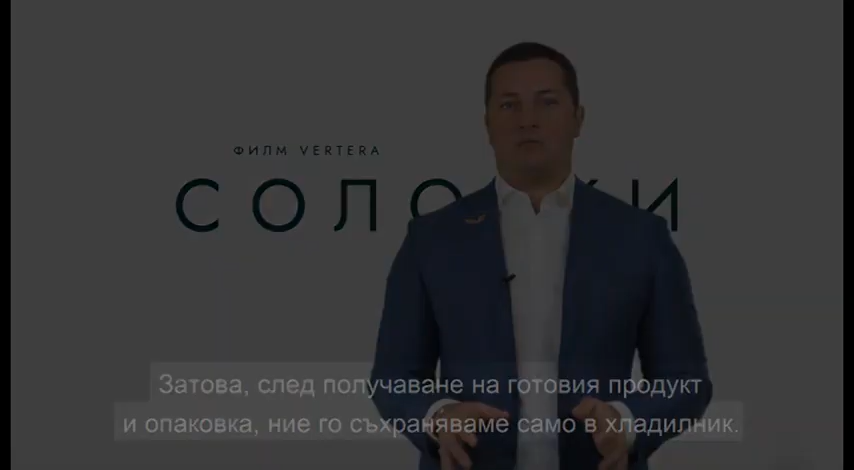 ФИЛМ VERTERA
Затова, след получаване на готовия продукт
и опаковка, ние го съхраняваме само в хладилник.